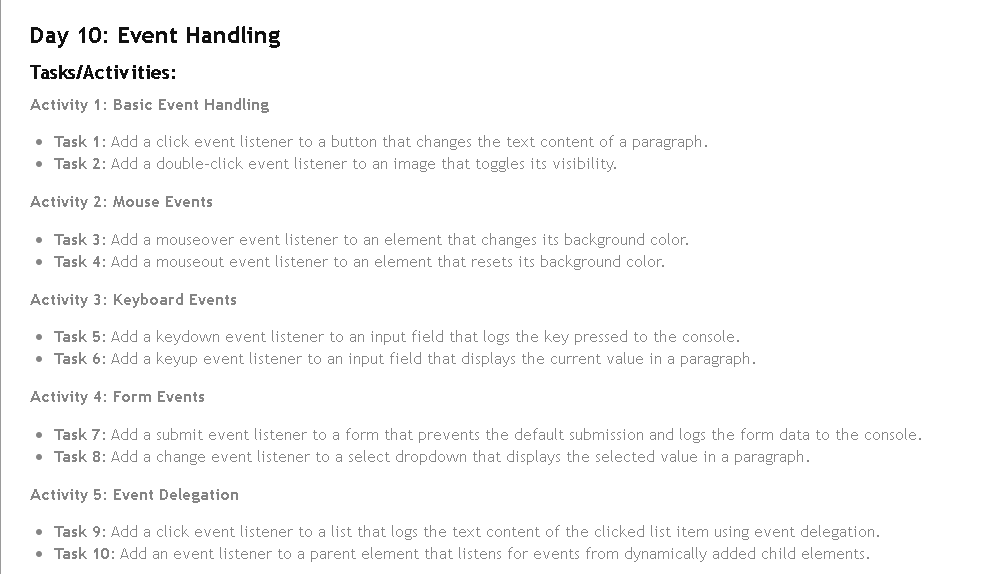 Day 10: Event Handling
Tasks/Activities:
Activity 1: Basic Event Handling
• Task 1: Add a click event listener to a button that changes the text content of a paragraph.
• Task 2: Add a double-click event listener to an image that toggles its visibility.
Activity 2: Mouse Events
• Task 3: Add a mouseover event listener to an element that changes its background color.
• Task 4: Add a mouseout event listener to an element that resets its background color.
Activity 3: Keyboard Events
• Task 5: Add a keydown event listener to an input field that logs the key pressed to the console.
• Task 6: Add a keyup event listener to an input field that displays the current value in a paragraph.
Activity 4: Form Events
• Task 7: Add a submit event listener to a form that prevents the default submission and logs the form data to the console.
• Task 8: Add a change event listener to a select dropdown that displays the selected value in a paragraph.
Activity 5: Event Delegation
• Task 9: Add a click event listener to a list that logs the text content of the clicked list item using event delegation.
• Task 10: Add an event listener to a parent element that listens for events from dynamically added child elements.